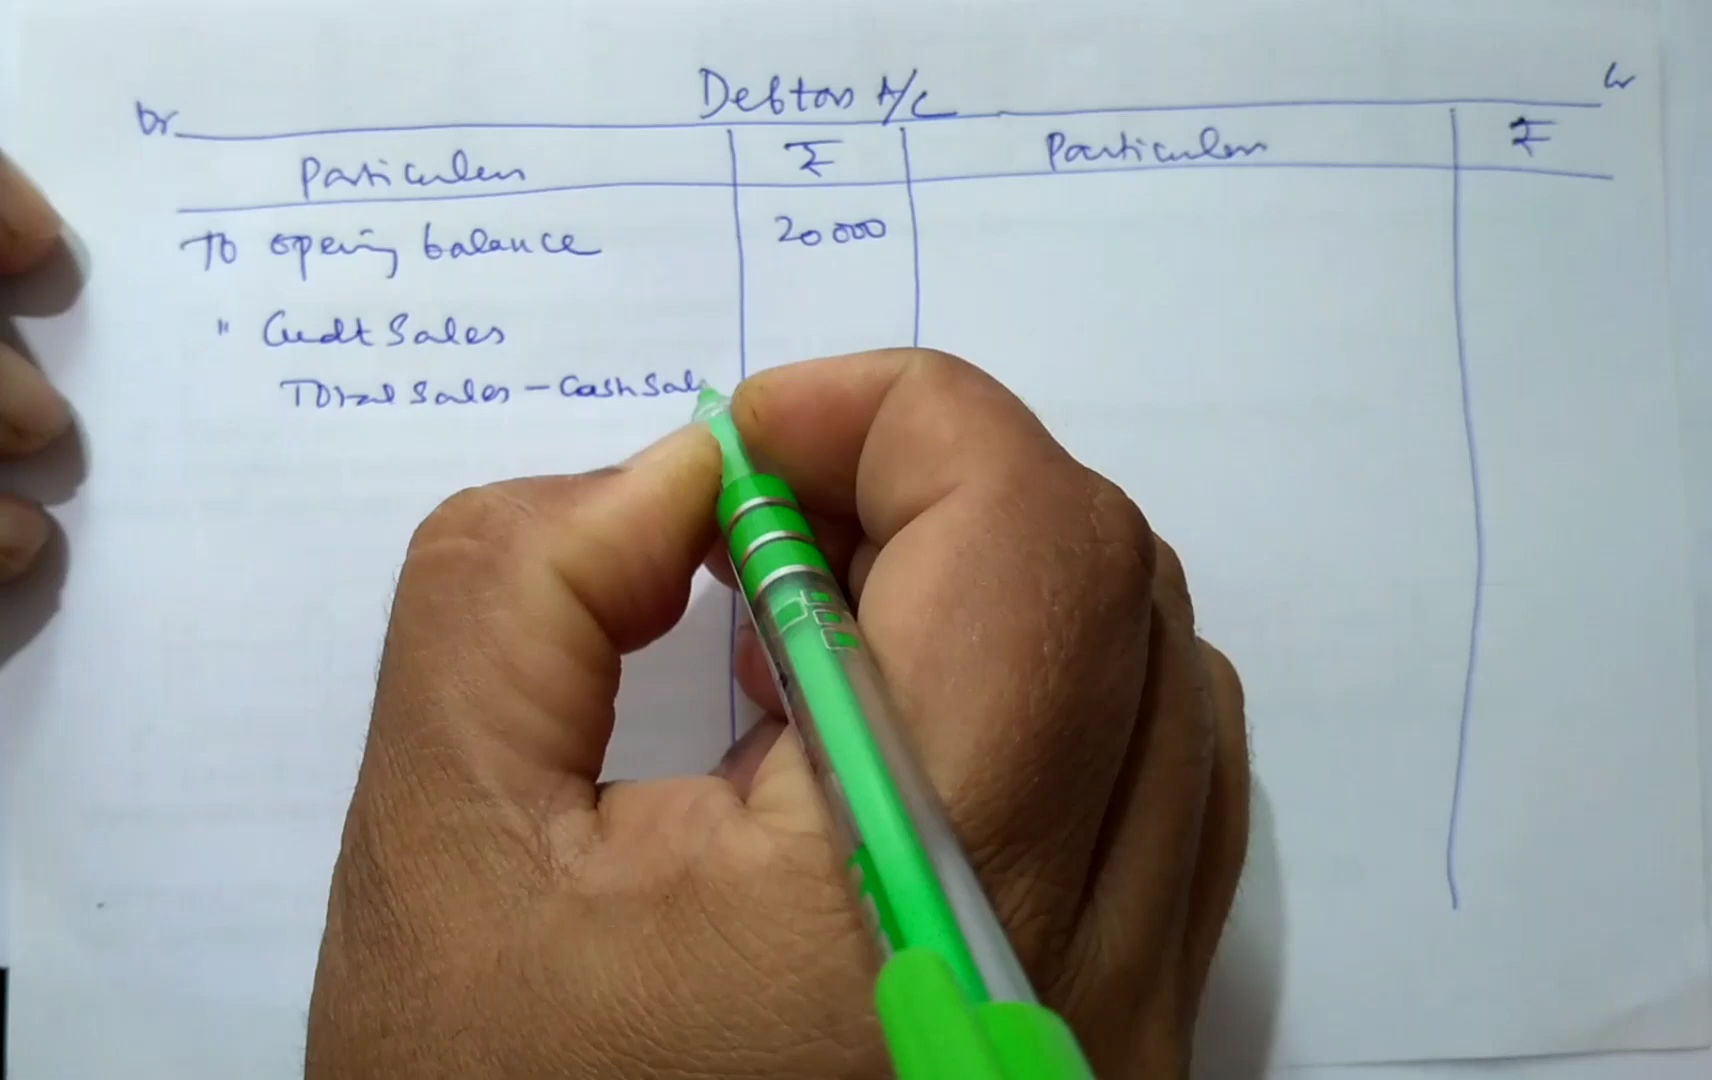 Debtors A/c
Dr Cr
Particulars ₹ Particulars ₹
To opening balance 20000
" Credit Sales
Total Sales - Cash Sal